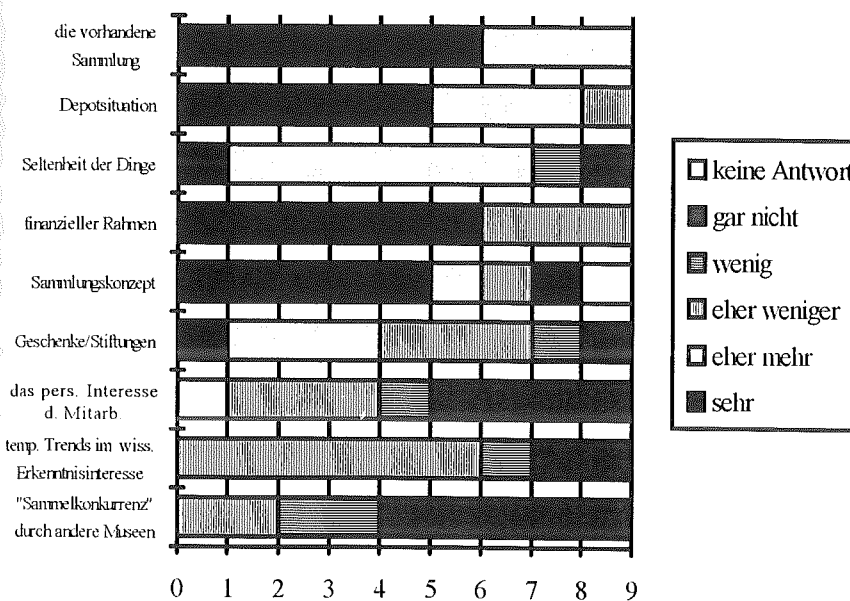 die vorhandene
Sammlung
Depotsituation
Seltenheit der Dinge
finanzieller Rahmen
Sammlungskonzept
Geschenke/Stiftungen
das pers. Interesse
d. Mitarb.
temp. Trends im wiss.
Erkenntnisinteresse
"Sammelkonkurrenz"
durch andere Museen
0 1 2 3 4 5 6 7 8 9
keine Antwort
gar nicht
wenig
eher weniger
eher mehr
sehr